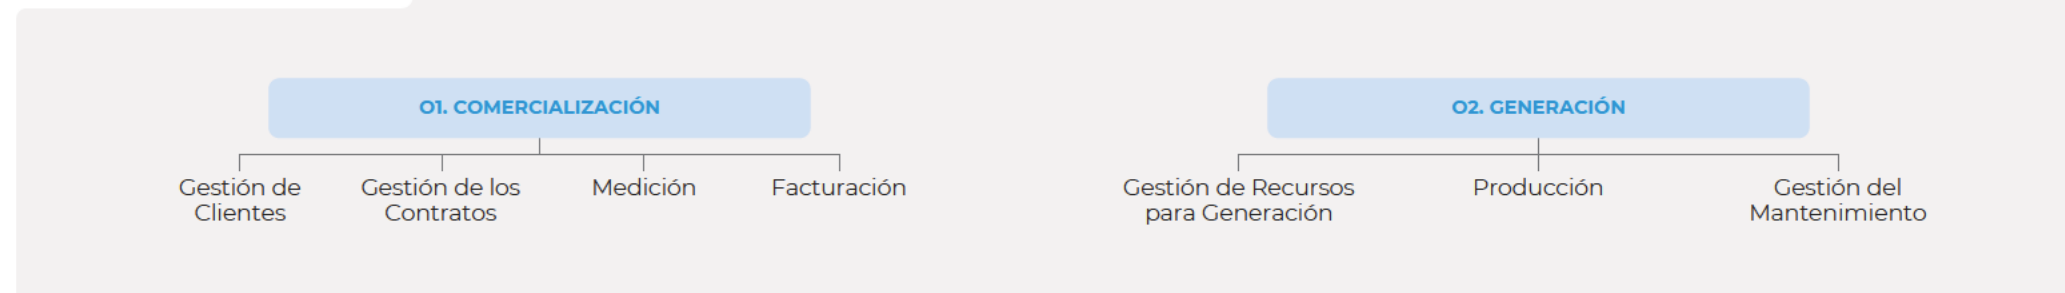 O1. COMERCIALIZACIÓN
Gestión de
Clientes
Gestión de los
Contratos
Medición
Facturación
O2. GENERACIÓN
Gestión de Recursos
para Generación
Producción
Gestión del
Mantenimiento